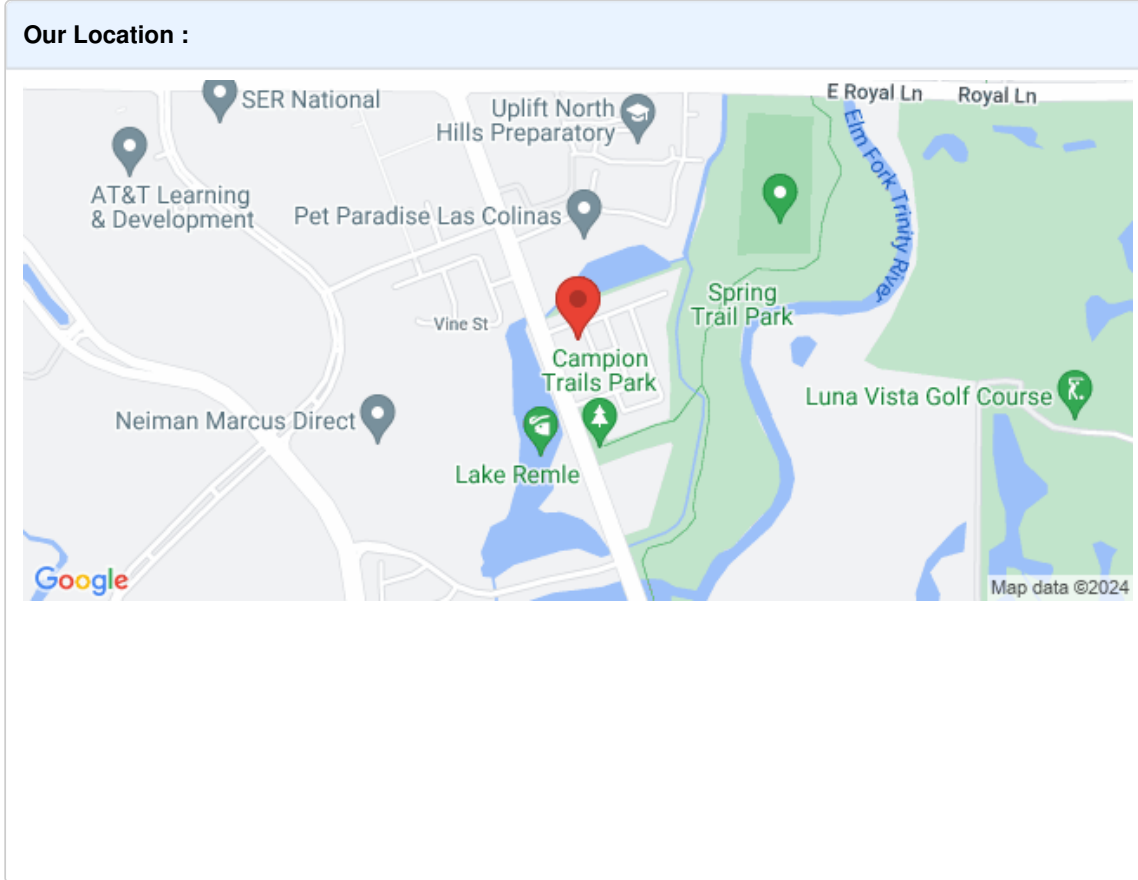 Our Location :
SER National
Uplift North
Hills Preparatory
E Royal Ln
Royal Ln
Elm Fork Trinity River
AT&T Learning
& Development
Pet Paradise Las Colinas
Spring
Trail Park
Vine St
Campion
Trails Park
Luna Vista Golf Course
Neiman Marcus Direct
Lake Remle
Google
Map data ©2024